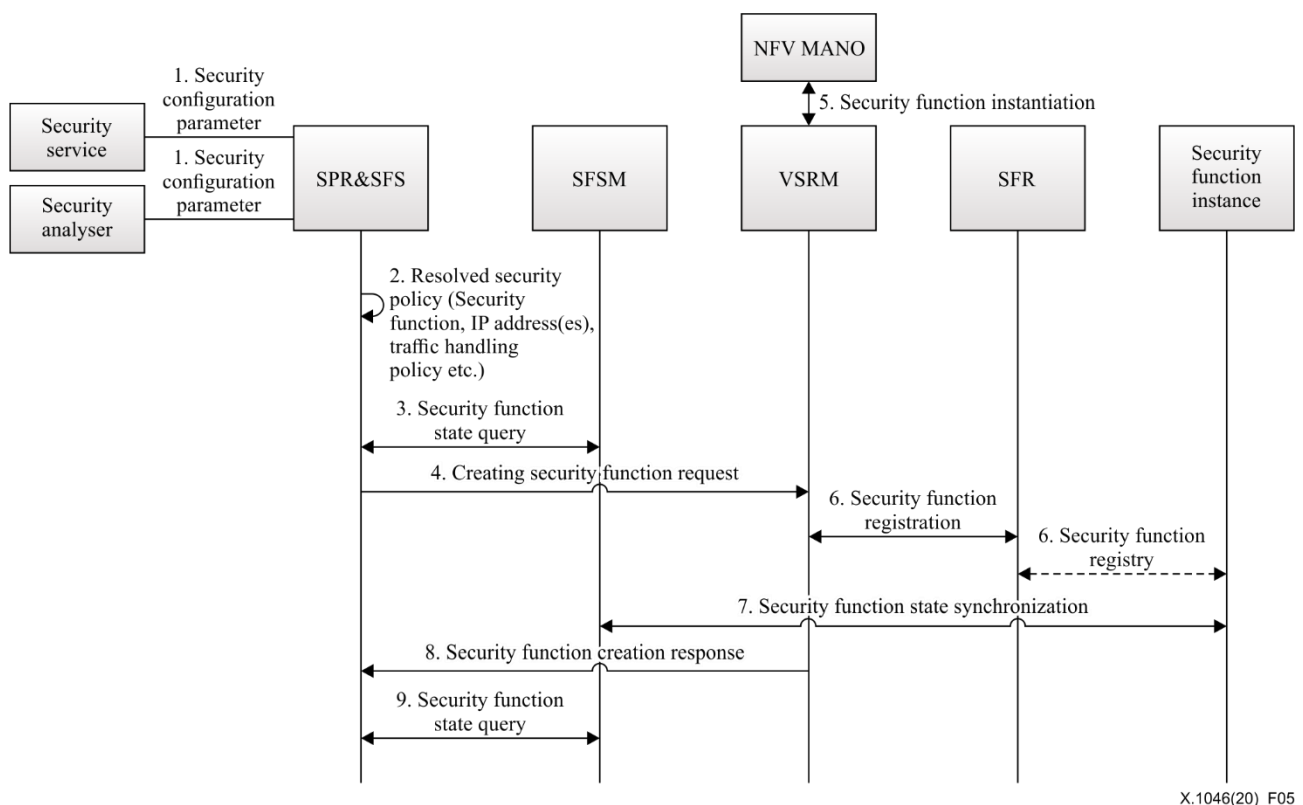 NFV MANO
1. Security
configuration
parameter
5. Security function instantiation
Security
service
1. Security
configuration
parameter
Security
analyser
SPR&SFS
SFSM
VSRM
SFR
Security
function
instance
2. Resolved security
policy (Security
function, IP address(es),
traffic handling
policy etc.)
3. Security function
state query
4. Creating security function request
6. Security function
registration
6. Security function
registry
7. Security function state synchronization
8. Security function creation response
9. Security function
state query
X.1046(20)_F05